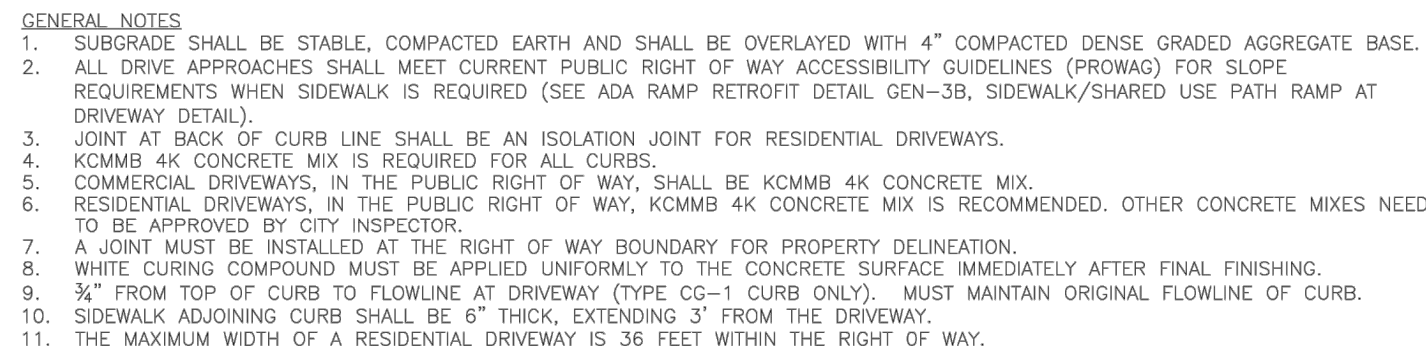 GENERAL NOTES
1. SUBGRADE SHALL BE STABLE, COMPACTED EARTH AND SHALL BE OVERLAYED WITH 4” COMPACTED DENSE GRADED AGGREGATE BASE.
2. ALL DRIVE APPROACHES SHALL MEET CURRENT PUBLIC RIGHT OF WAY ACCESSIBILITY GUIDELINES (PROWAG) FOR SLOPE
REQUIREMENTS WHEN SIDEWALK IS REQUIRED (SEE ADA RAMP RETROFIT DETAIL GEN-3B, SIDEWALK/SHARED USE PATH RAMP AT
DRIVEWAY DETAIL).
3. JOINT AT BACK OF CURB LINE SHALL BE AN ISOLATION JOINT FOR RESIDENTIAL DRIVEWAYS.
4. KCMMB 4K CONCRETE MIX IS REQUIRED FOR ALL CURBS.
5. COMMERCIAL DRIVEWAYS, IN THE PUBLIC RIGHT OF WAY, SHALL BE KCMMB 4K CONCRETE MIX.
6. RESIDENTIAL DRIVEWAYS, IN THE PUBLIC RIGHT OF WAY, KCMMB 4K CONCRETE MIX IS RECOMMENDED. OTHER CONCRETE MIXES NEED
TO BE APPROVED BY CITY INSPECTOR.
7. A JOINT MUST BE INSTALLED AT THE RIGHT OF WAY BOUNDARY FOR PROPERTY DELINEATION.
8. WHITE CURING COMPOUND MUST BE APPLIED UNIFORMLY TO THE CONCRETE SURFACE IMMEDIATELY AFTER FINAL FINISHING.
9. ¾” FROM TOP OF CURB TO FLOWLINE AT DRIVEWAY (TYPE CG-1 CURB ONLY). MUST MAINTAIN ORIGINAL FLOWLINE OF CURB.
10. SIDEWALK ADJOINING CURB SHALL BE 6” THICK, EXTENDING 3’ FROM THE DRIVEWAY.
11. THE MAXIMUM WIDTH OF A RESIDENTIAL DRIVEWAY IS 36 FEET WITHIN THE RIGHT OF WAY.